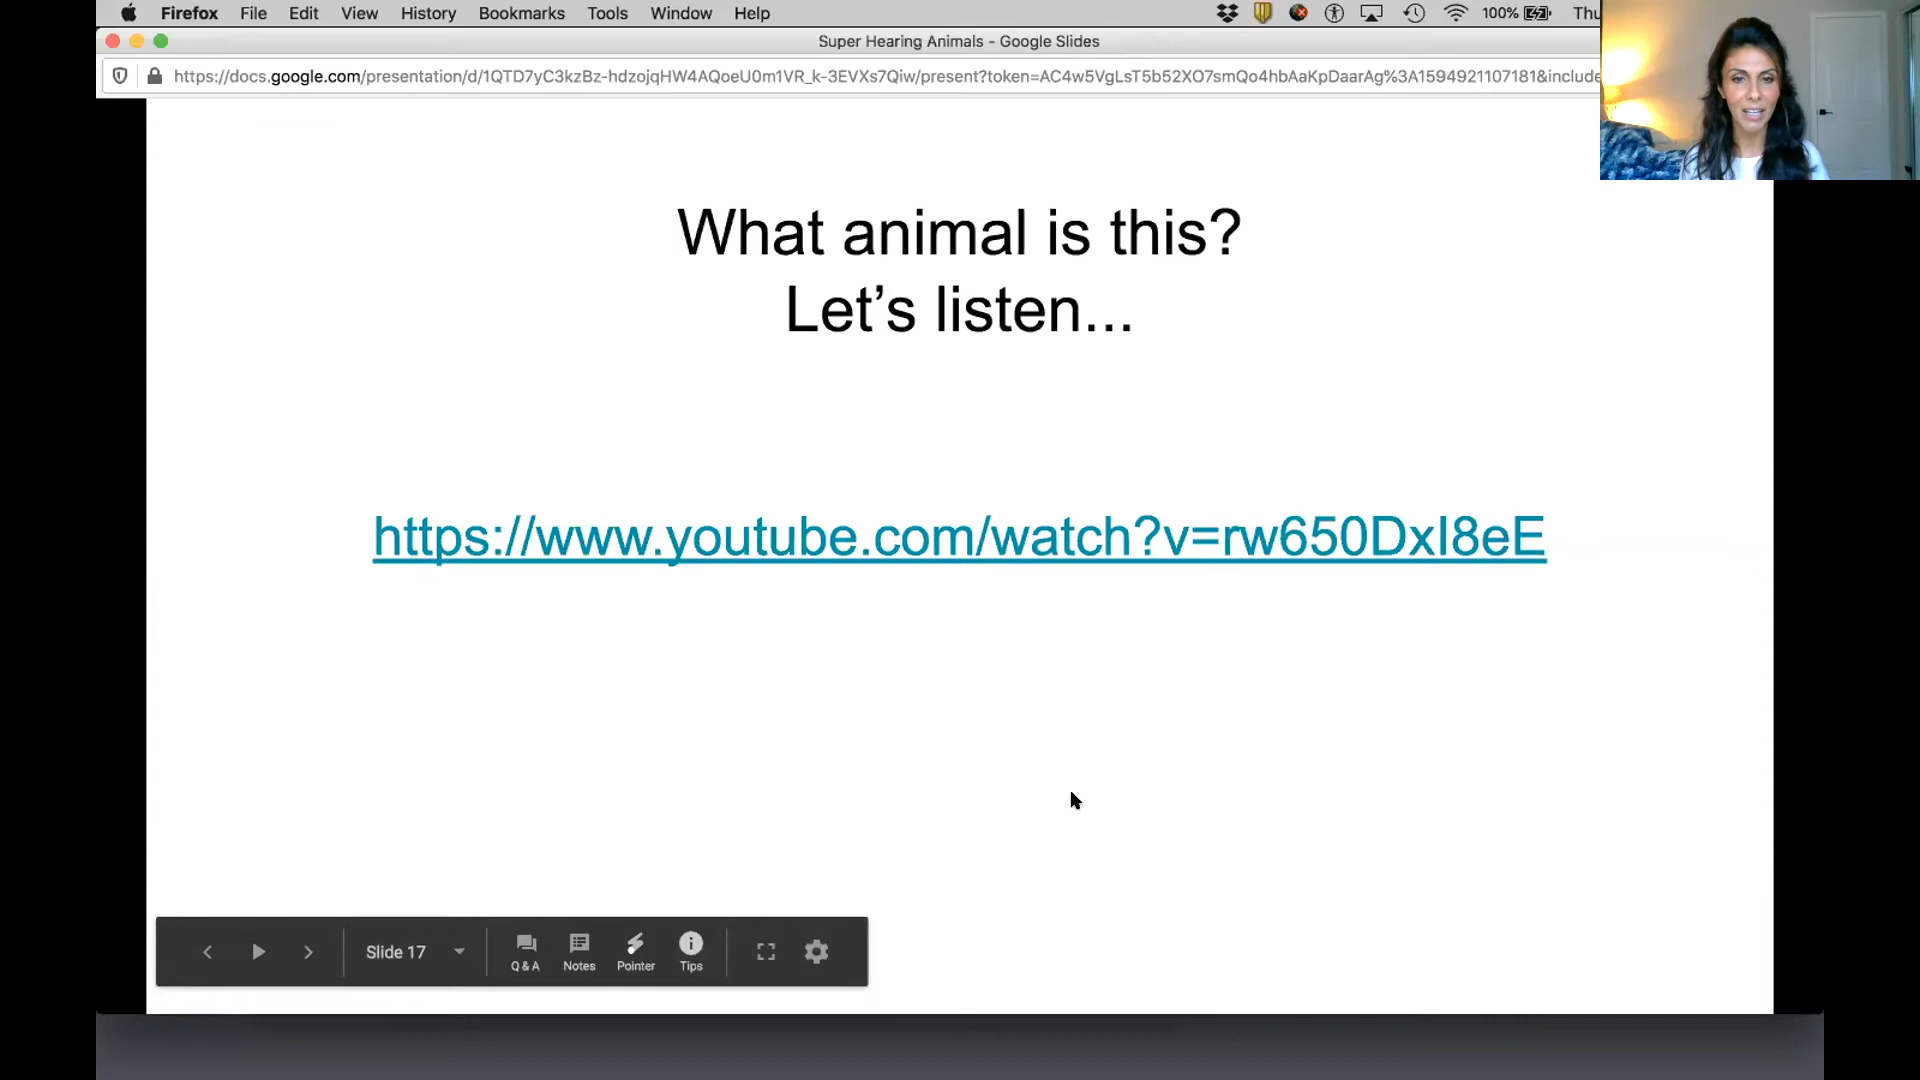 Firefox File Edit View History Bookmarks Tools Window Help 100% Thu
Super Hearing Animals - Google Slides
https://docs.google.com/presentation/d/1QTD7yC3kzBz-hdzojqHW4AQoeU0m1VR_k-3EVXs7Qiw/present?token=AC4w5VgLsT5b52XO7smQo4hbAaKpDaarAg%3A1594921107181&include
What animal is this?
Let’s listen...
https://www.youtube.com/watch?v=rw650DxI8eE
Slide 17 Q & A Notes Pointer Tips